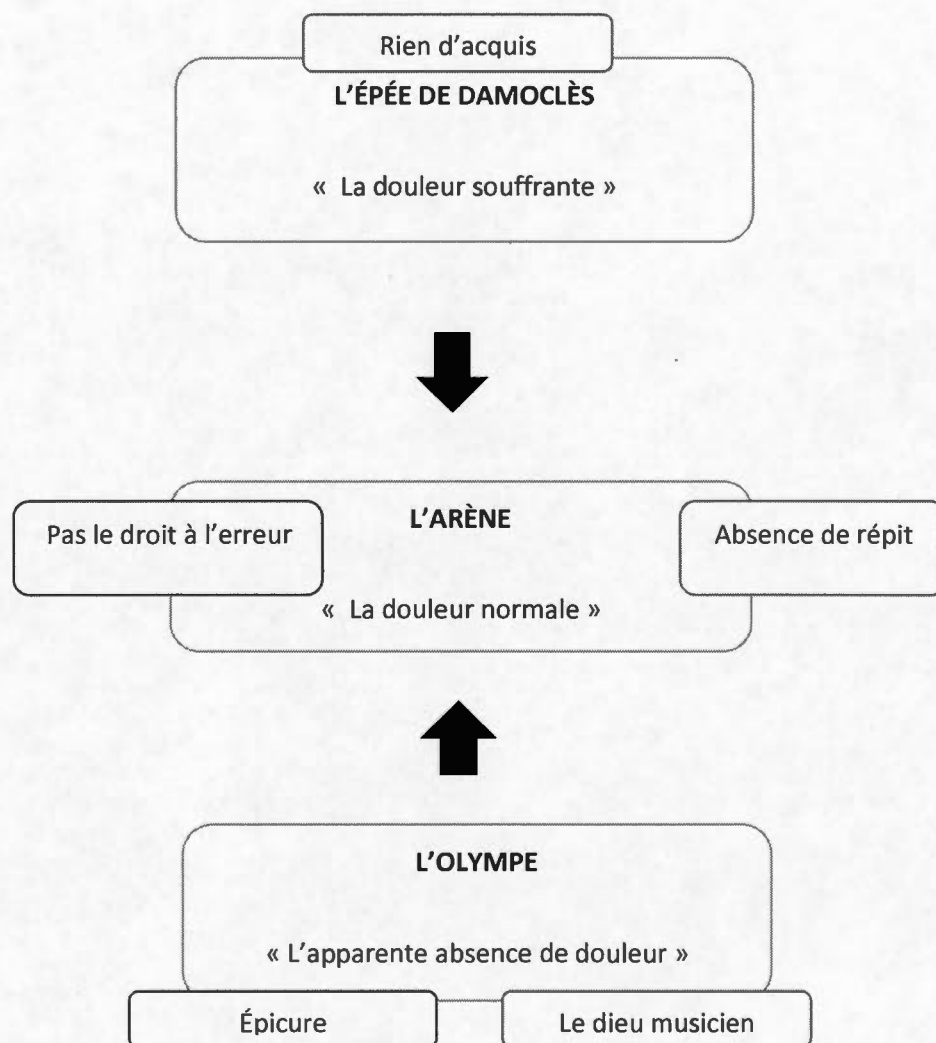 Rien d'acquis
L'ÉPÉE DE DAMOCLÈS
«  La douleur souffrante »
Pas le droit à l'erreur
L'ARÈNE
Absence de répit
«  La douleur normale »
L'OLYMPE
« L'apparente absence de douleur »
Épicure
Le dieu musicien